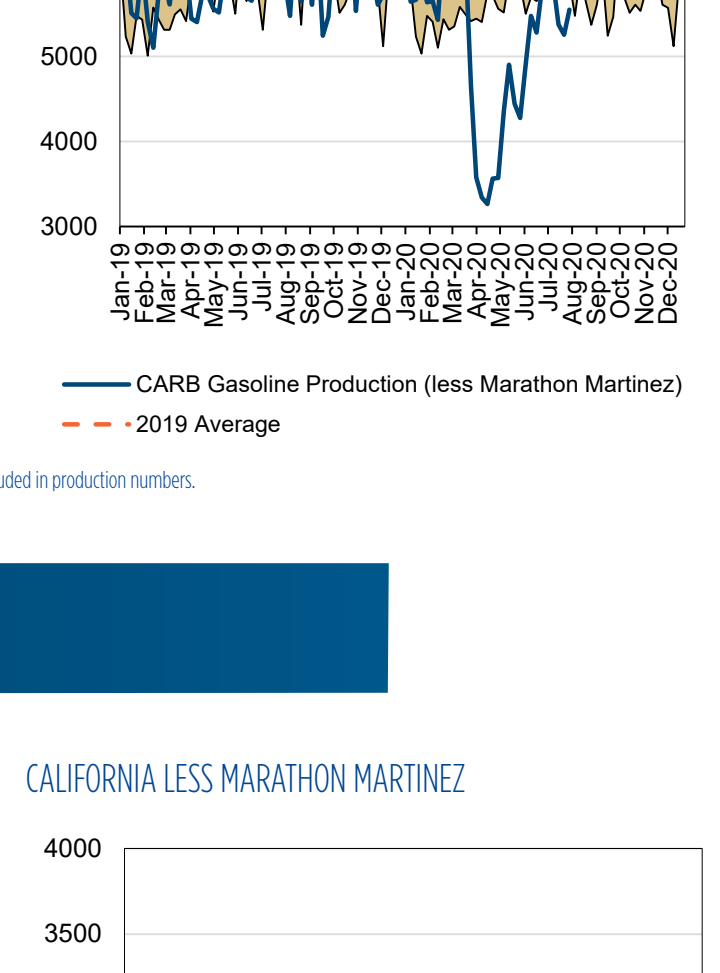 5000
4000
3000
Jan-19
Feb-19
Mar-19
Apr-19
May-19
Jun-19
Jul-19
Aug-19
Sep-19
Oct-19
Nov-19
Dec-19
Jan-20
Feb-20
Mar-20
Apr-20
May-20
Jun-20
Jul-20
Aug-20
Sep-20
Oct-20
Nov-20
Dec-20
CARB Gasoline Production (less Marathon Martinez)
2019 Average
in production numbers.
CALIFORNIA LESS MARATHON MARTINEZ
4000
3500